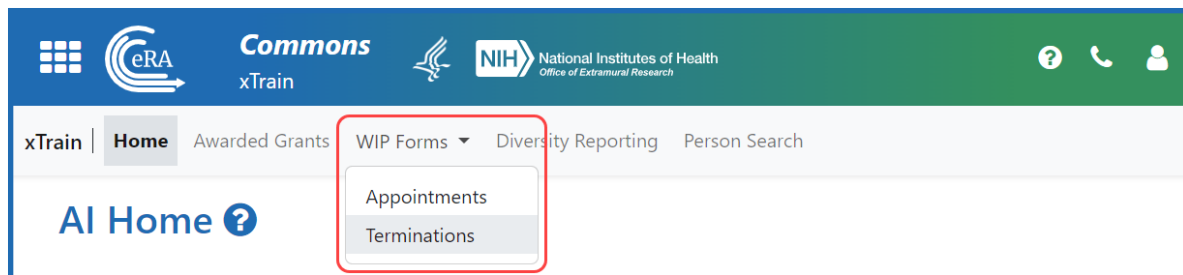 eRA
Commons
xTrain
NIH National Institutes of Health
Office of Extramural Research
xTrain | Home Awarded Grants WIP Forms Diversity Reporting Person Search
Appointments
Terminations
AI Home ?